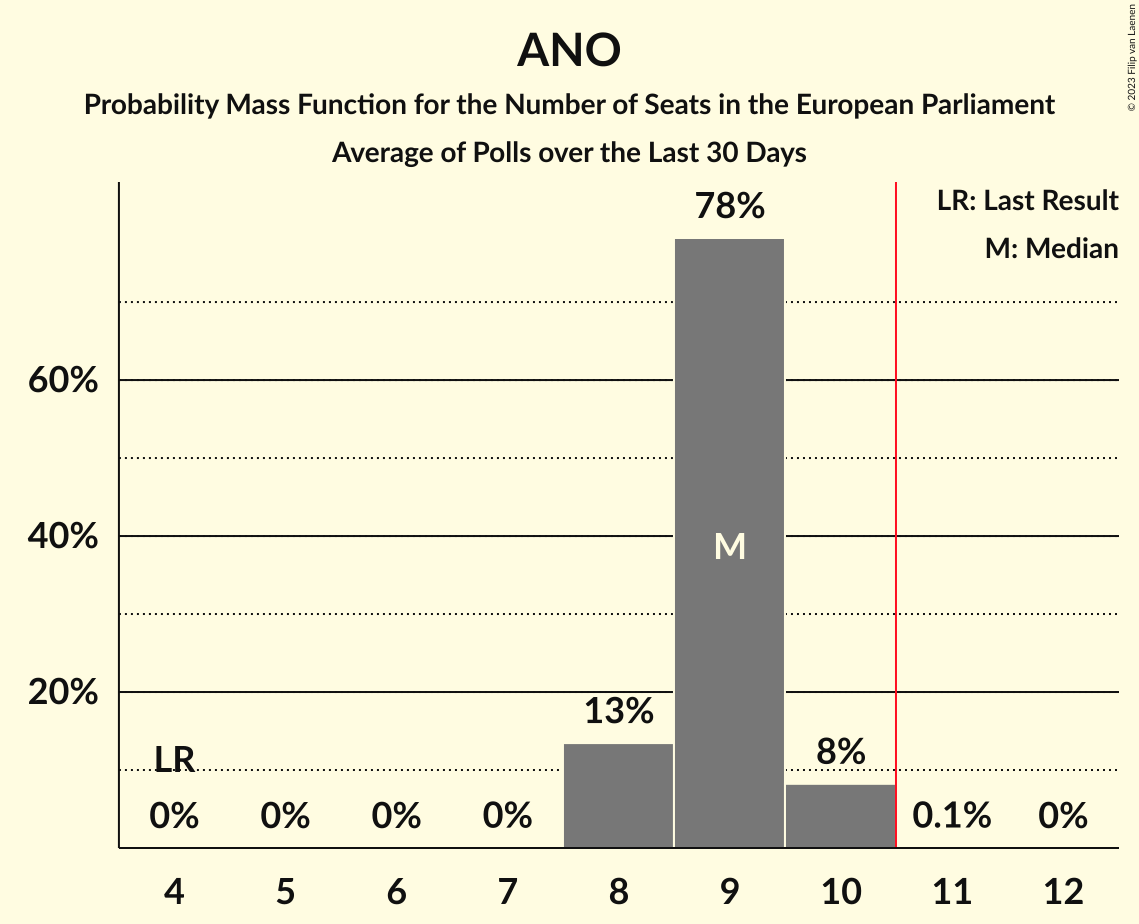 ANO
Probability Mass Function for the Number of Seats in the European Parliament
Average of Polls over the Last 30 Days
© 2023 Filip van Laenen
LR: Last Result
M: Median
78%
60%
40%
M
20%
13%
LR
8%
0%
0%
0%
0%
0.1%
0%
4
5
6
7
8
9
10
11
12